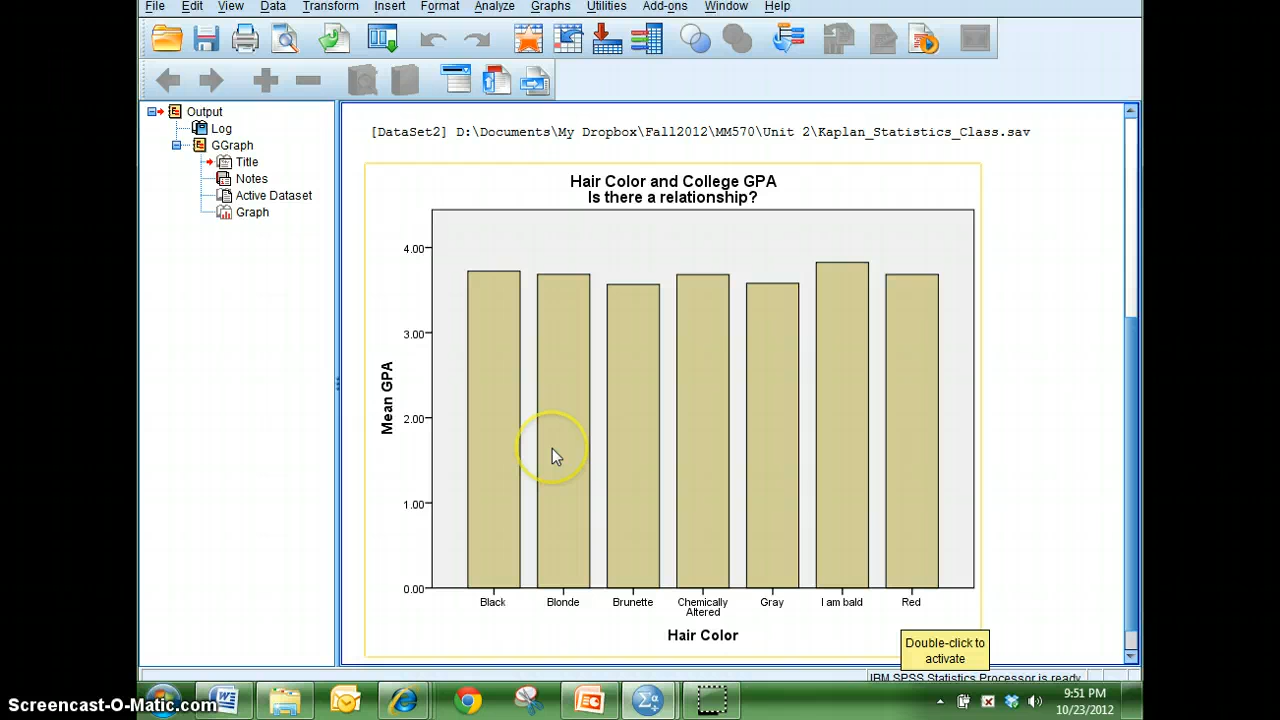 File Edit View Data Transform Insert Format Analyze Graphs Utilities Add-ons Window Help
Output
Log
GGraph
Title
Notes
Active Dataset
Graph
[DataSet2] D:\Documents\My Dropbox\Fall2012\MM570\Unit 2\Kaplan_Statistics_Class.sav
Hair Color and College GPA
Is there a relationship?
Mean GPA
4.00
3.00
2.00
1.00
0.00
Black Blonde Brunette Chemically Altered Gray I am bald Red
Hair Color
Double-click to
activate
IBM SPSS Statistics Processor is ready
Screencast-O-Matic.com
9:51 PM
10/23/2012